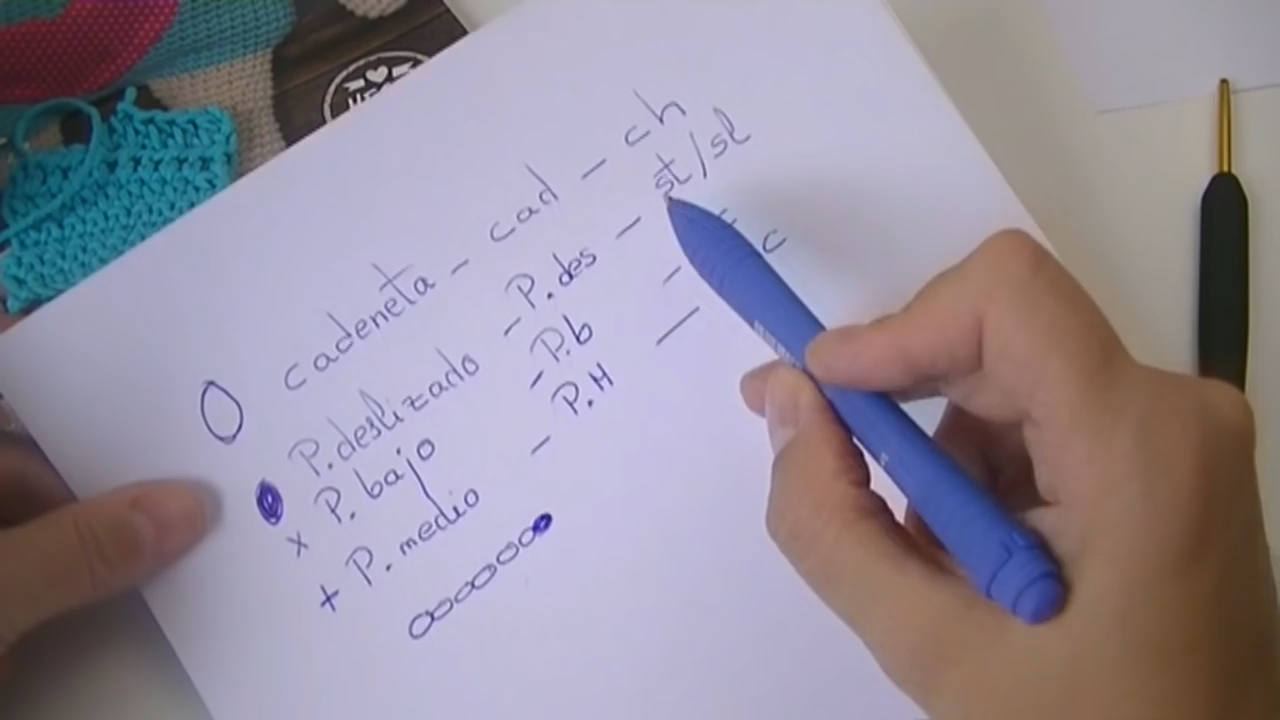 O cadeneta - cad - ch
P. deslizado - P. des - st/sl
x P. bajo - P.b - c
+ P. medio - P.M -